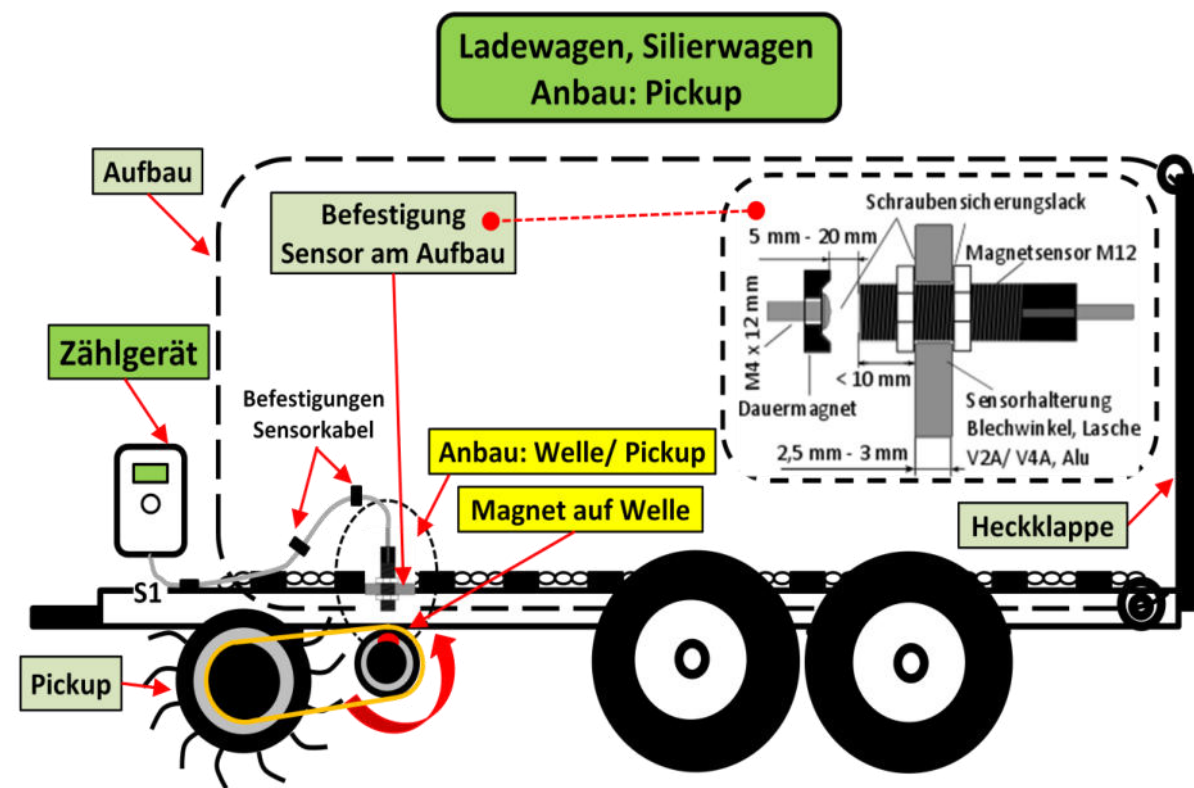 Ladewagen, Silierwagen
Anbau: Pickup
Aufbau
Befestigung
Sensor am Aufbau
Schraubensicherungslack
5 mm - 20 mm
Magnetsensor M12
M4 x 12 mm
< 10 mm
Dauermagnet
Sensorhalterung
Blechwinkel, Lasche
V2A/ V4A, Alu
2,5 mm - 3 mm
Zählgerät
Befestigungen
Sensorkabel
Anbau: Welle/ Pickup
Magnet auf Welle
Heckklappe
S1
Pickup